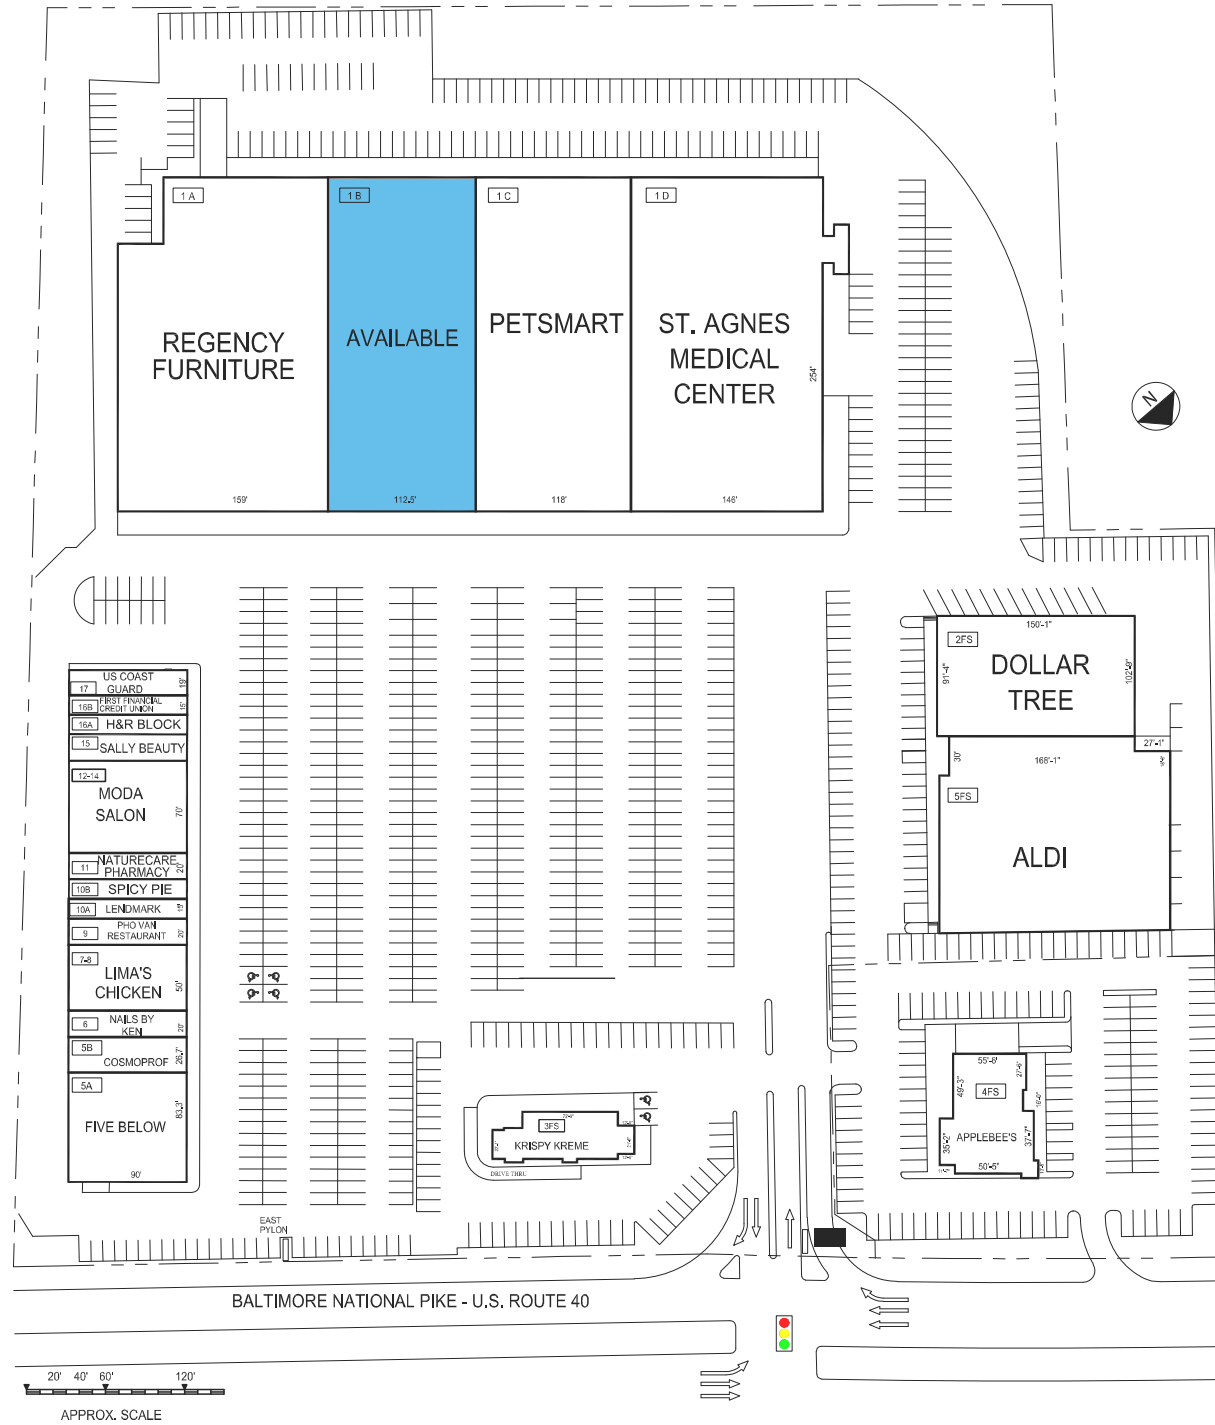 1 A
1 B
1 C
1 D
REGENCY
FURNITURE
AVAILABLE
PETSMART
ST. AGNES
MEDICAL
CENTER
254'
159'
112.5'
118'
146'
N
2FS
150'-1"
91'-4"
102'-9"
DOLLAR
TREE
27'-1"
30'
168'-1"
5FS
ALDI
US COAST
GUARD
17
19'
16B
FIRST FINANCIAL
CREDIT UNION
16A
H&R BLOCK
15
SALLY BEAUTY
12-14
MODA
SALON
70'
11
NATURECARE
PHARMACY
20'
10B
SPICY PIE
10A
LENDMARK
9
PHO VAN
RESTAURANT
20'
7-8
LIMA'S
CHICKEN
50'
6
NAILS BY
KEN
20'
5B
COSMOPROF
26.7'
5A
83.3'
FIVE BELOW
90'
3FS
KRISPY KREME
DRIVE THRU
55'-8'
27'-6"
49'-3"
4FS
APPLEBEE'S
35'-2"
37'-7"
50'-5"
EAST
PYLON
BALTIMORE NATIONAL PIKE - U.S. ROUTE 40
20' 40' 60' 120'
APPROX. SCALE